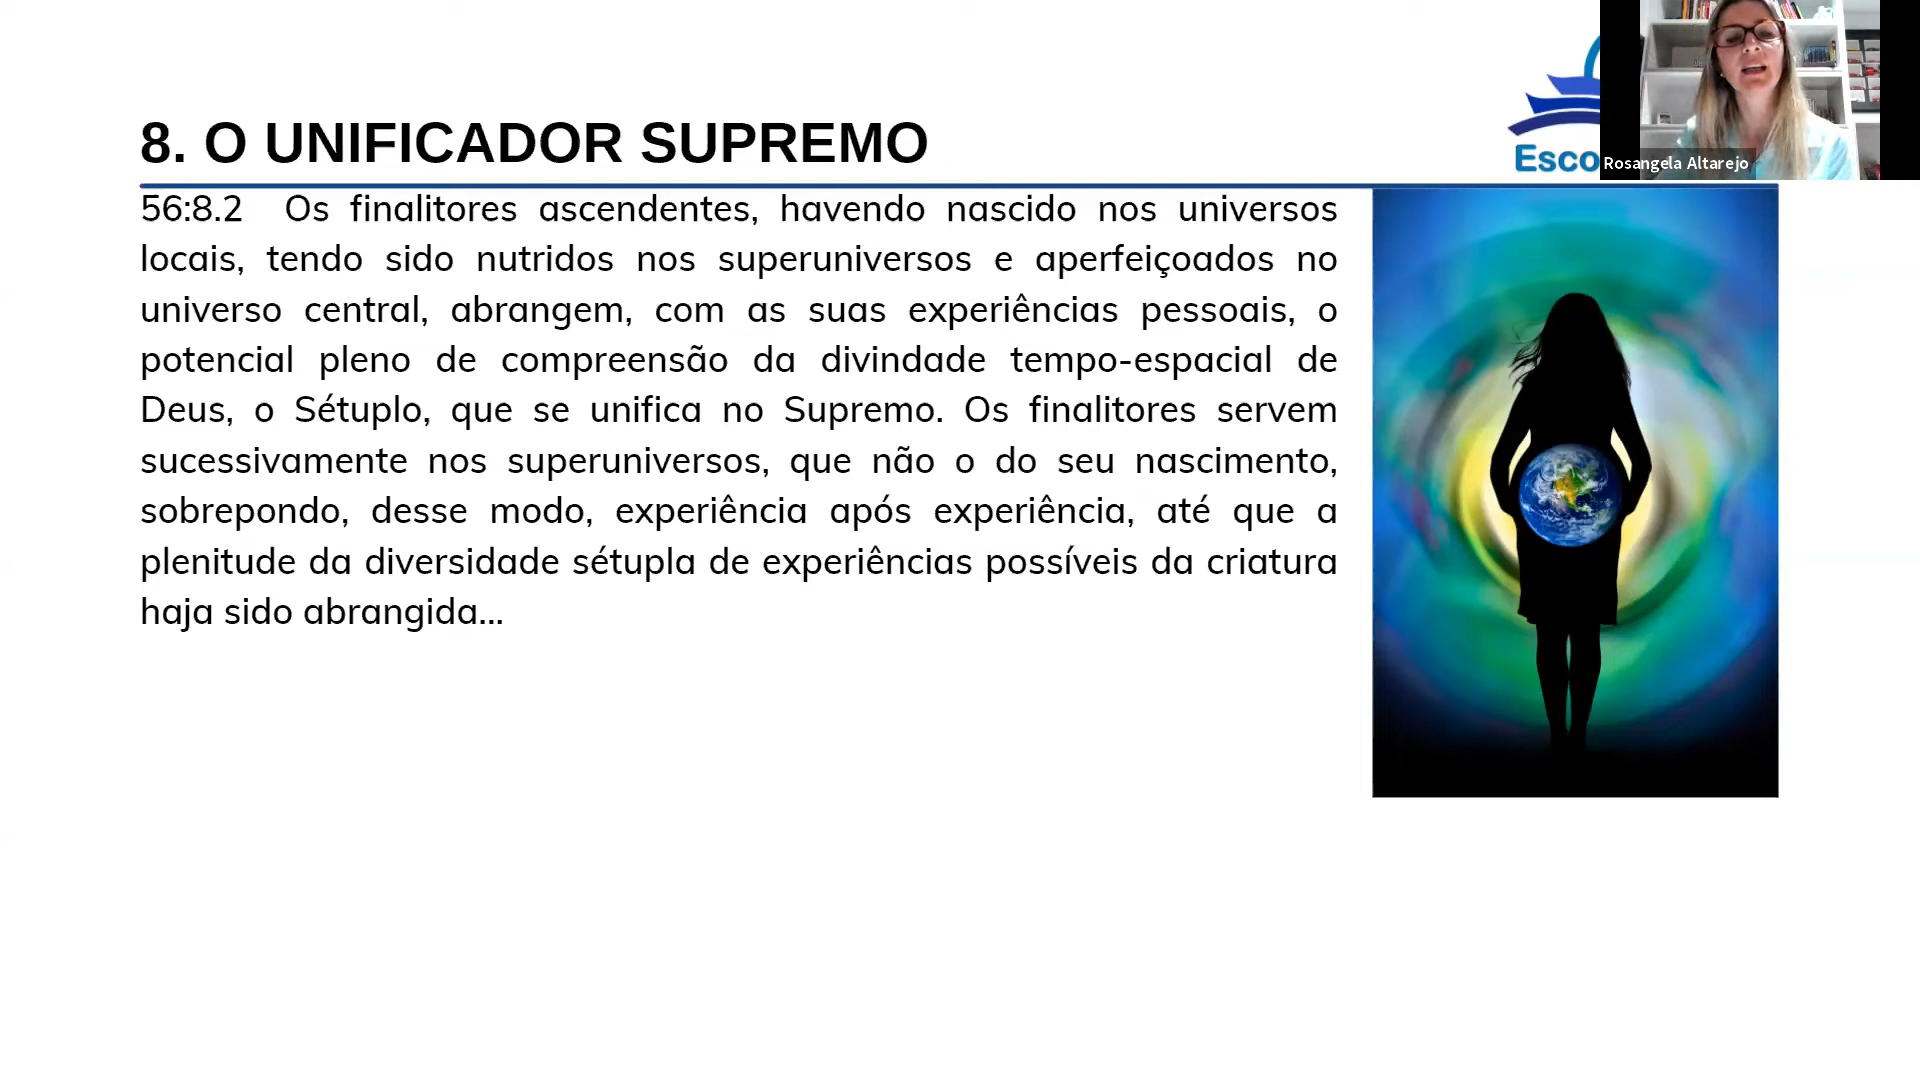 8. O UNIFICADOR SUPREMO
Esco
Rosangela Altarejo
56:8.2 Os finalitores ascendentes, havendo nascido nos universos
locais, tendo sido nutridos nos superuniversos e aperfeiçoados no
universo central, abrangem, com as suas experiências pessoais, o
potencial pleno de compreensão da divindade tempo-espacial de
Deus, o Sétuplo, que se unifica no Supremo. Os finalitores servem
sucessivamente nos superuniversos, que não o do seu nascimento,
sobrepondo, desse modo, experiência após experiência, até que a
plenitude da diversidade sétupla de experiências possíveis da criatura
haja sido abrangida...